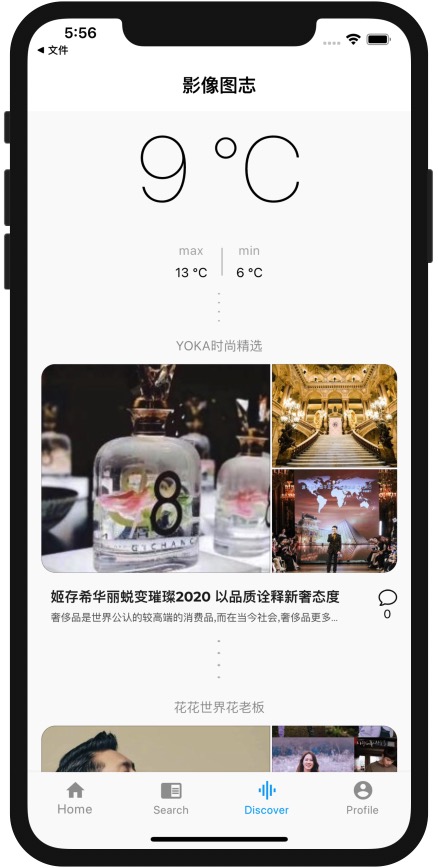 5:56
◀ 文件
影像图志
9 °C
max
min
13 °C
6 °C
YOKA时尚精选
8
GICHANCY
姬存希华丽蜕变璀璨2020 以品质诠释新奢态度
奢侈品是世界公认的较高端的消费品,而在当今社会,奢侈品更多...
0
花花世界花老板
Home
Search
Discover
Profile